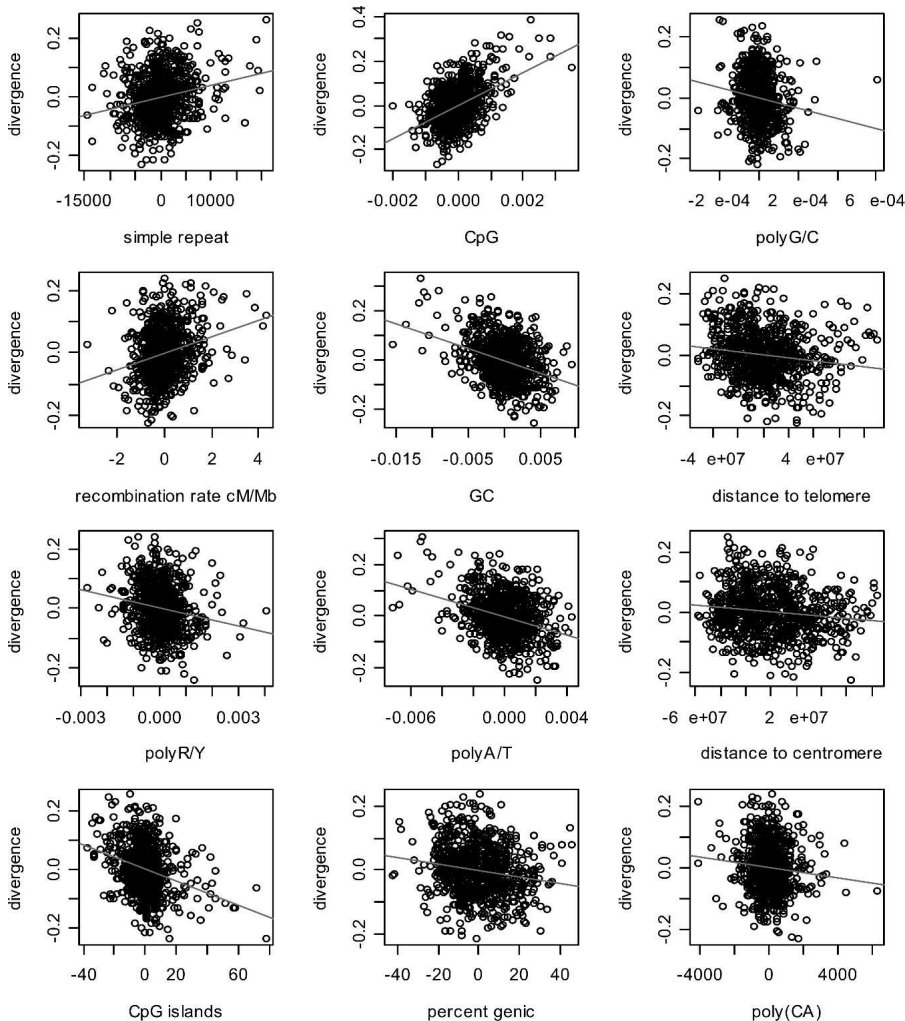 divergence
0.2
0.0
-0.2
-15000 0 10000
simple repeat
divergence
0.4
0.2
0.0
-0.2
-0.002 0.000 0.002
CpG
divergence
0.2
0.0
-0.2
-2 e-04 2 e-04 6 e-04
polyG/C
divergence
0.2
0.0
-0.2
-2 0 2 4
recombination rate cM/Mb
divergence
0.2
0.0
-0.2
-0.015 -0.005 0.005
GC
divergence
0.2
0.0
-0.2
-4 e+07 4 e+07
distance to telomere
divergence
0.2
0.0
-0.2
-0.003 0.000 0.003
polyR/Y
divergence
0.2
0.0
-0.2
-0.006 0.000 0.004
polyA/T
divergence
0.2
0.0
-0.2
-6 e+07 2 e+07
distance to centromere
divergence
0.2
0.0
-0.2
-40 0 20 60
CpG islands
divergence
0.2
0.0
-0.2
-40 -20 0 20 40
percent genic
divergence
0.2
0.0
-0.2
-4000 0 4000
poly(CA)